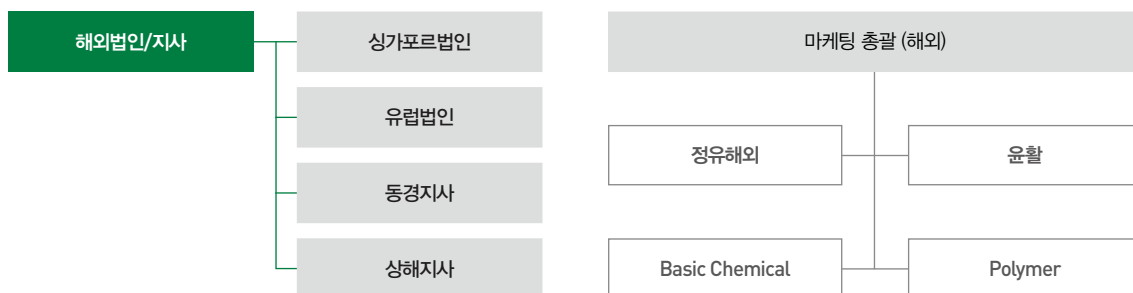 해외법인/지사
싱가포르법인
유럽법인
동경지사
상해지사
마케팅 총괄 (해외)
정유해외
윤활
Basic Chemical
Polymer